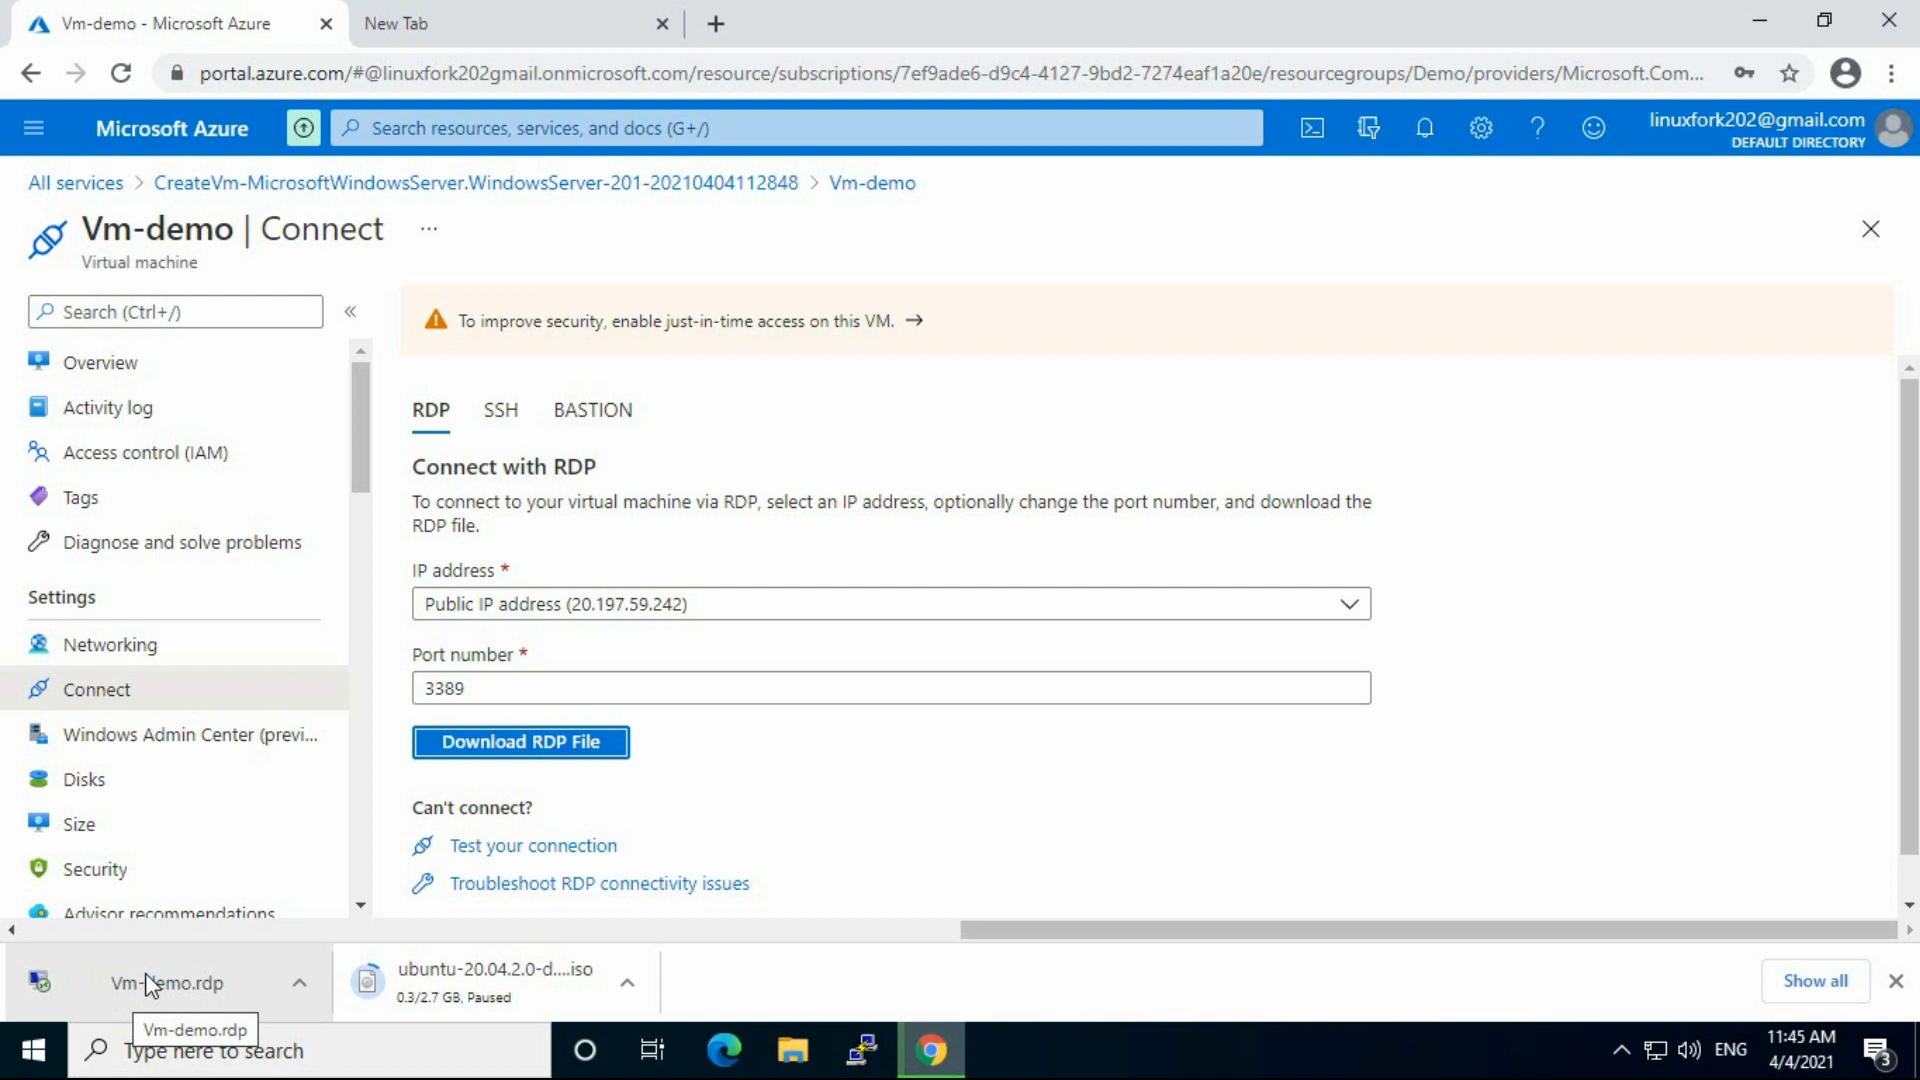 Vm-demo - Microsoft Azure
New Tab
portal.azure.com/#@linuxfork202gmail.onmicrosoft.com/resource/subscriptions/7ef9ade6-d9c4-4127-9bd2-7274eaf1a20e/resourcegroups/Demo/providers/Microsoft.Com...
Microsoft Azure
Search resources, services, and docs (G+/)
linuxfork202@gmail.com
DEFAULT DIRECTORY
All services > CreateVm-MicrosoftWindowsServer.WindowsServer-201-20210404112848 > Vm-demo
Vm-demo | Connect ...
Virtual machine
Search (Ctrl+/)
Overview
Activity log
Access control (IAM)
Tags
Diagnose and solve problems
Settings
Networking
Connect
Windows Admin Center (previ...
Disks
Size
Security
Advisor recommendations
To improve security, enable just-in-time access on this VM. →
RDP
SSH
BASTION
Connect with RDP
To connect to your virtual machine via RDP, select an IP address, optionally change the port number, and download the
RDP file.
IP address *
Public IP address (20.197.59.242)
Port number *
3389
Download RDP File
Can't connect?
Test your connection
Troubleshoot RDP connectivity issues
Vm-demo.rdp
ubuntu-20.04.2.0-d....iso
0.3/2.7 GB, Paused
Show all
Vm-demo.rdp
Type here to search
ENG
11:45 AM
4/4/2021
3